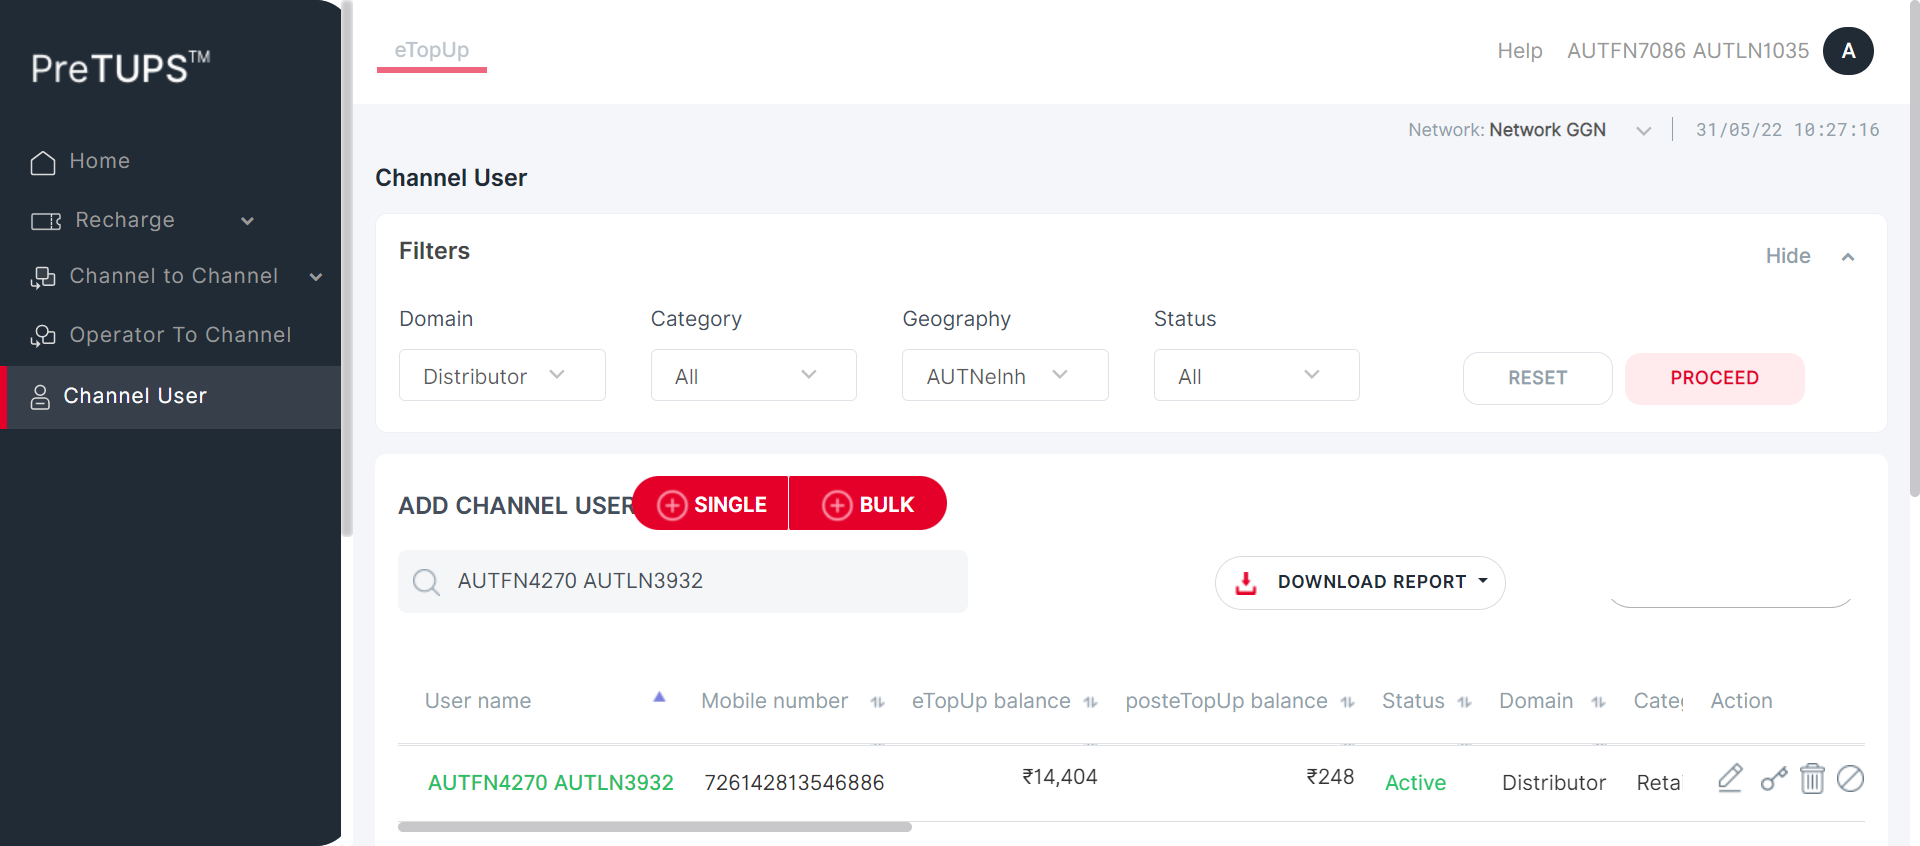 PreTUPS™
Home
Recharge
Channel to Channel
Operator To Channel
Channel User
eTopUp
Help
AUTFN7086 AUTLN1035
A
Network: Network GGN
31/05/22 10:27:16
Channel User
Filters
Hide
Domain
Category
Geography
Status
Distributor
All
AUTNeInh
All
RESET
PROCEED
ADD CHANNEL USER
SINGLE
BULK
AUTFN4270 AUTLN3932
DOWNLOAD REPORT
User name
Mobile number
eTopUp balance
posteTopUp balance
Status
Domain
Categ
Action
AUTFN4270 AUTLN3932
726142813546886
₹14,404
₹248
Active
Distributor
Reta